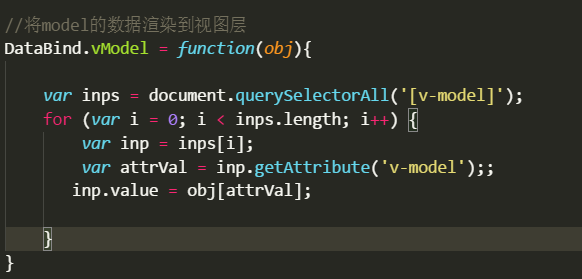 //将model的数据渲染到视图层
DataBind.vModel = function(obj){
var inps = document.querySelectorAll('[v-model]');
for (var i = 0; i < inps.length; i++) {
var inp = inps[i];
var attrVal = inp.getAttribute('v-model');;
inp.value = obj[attrVal];
}
}